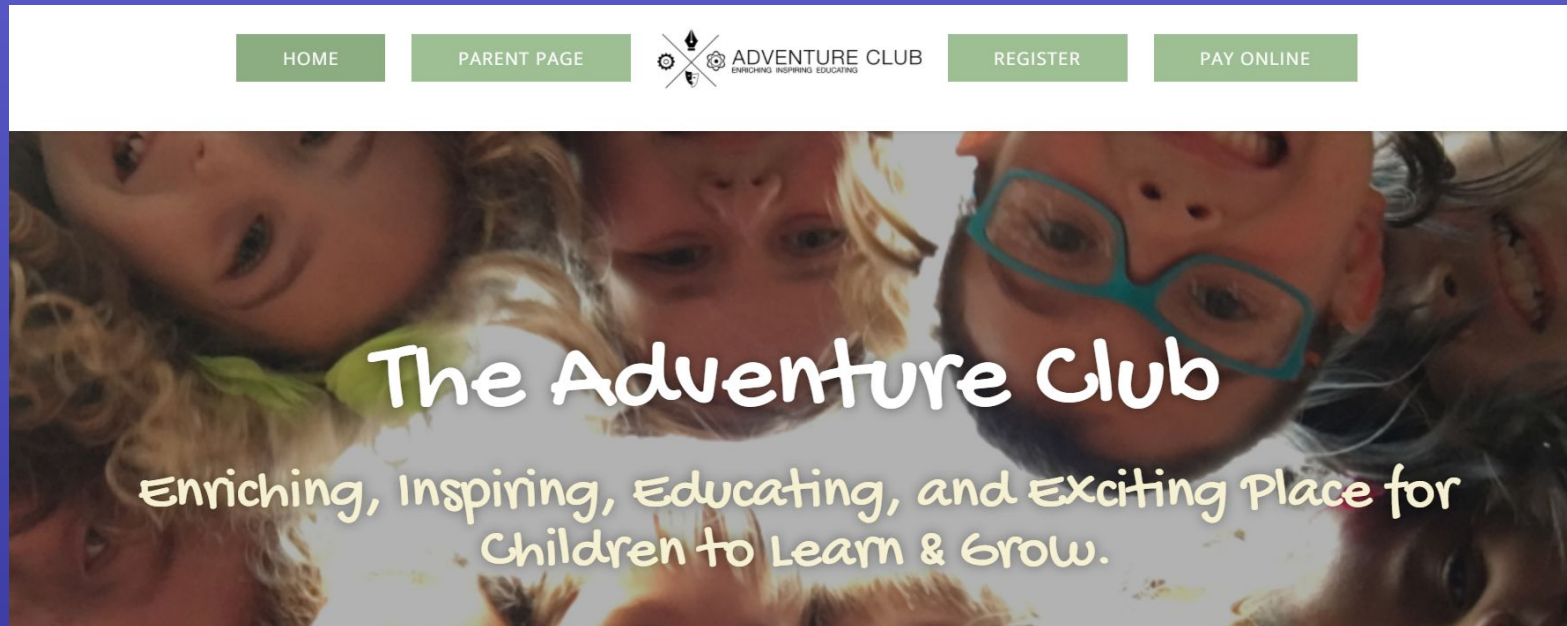 HOME
PARENT PAGE
ADVENTURE CLUB
ENRICHING INSPIRING EDUCATING
REGISTER
PAY ONLINE
The Adventure Club
Enriching, Inspiring, Educating, and Exciting Place for
Children to Learn & Grow.